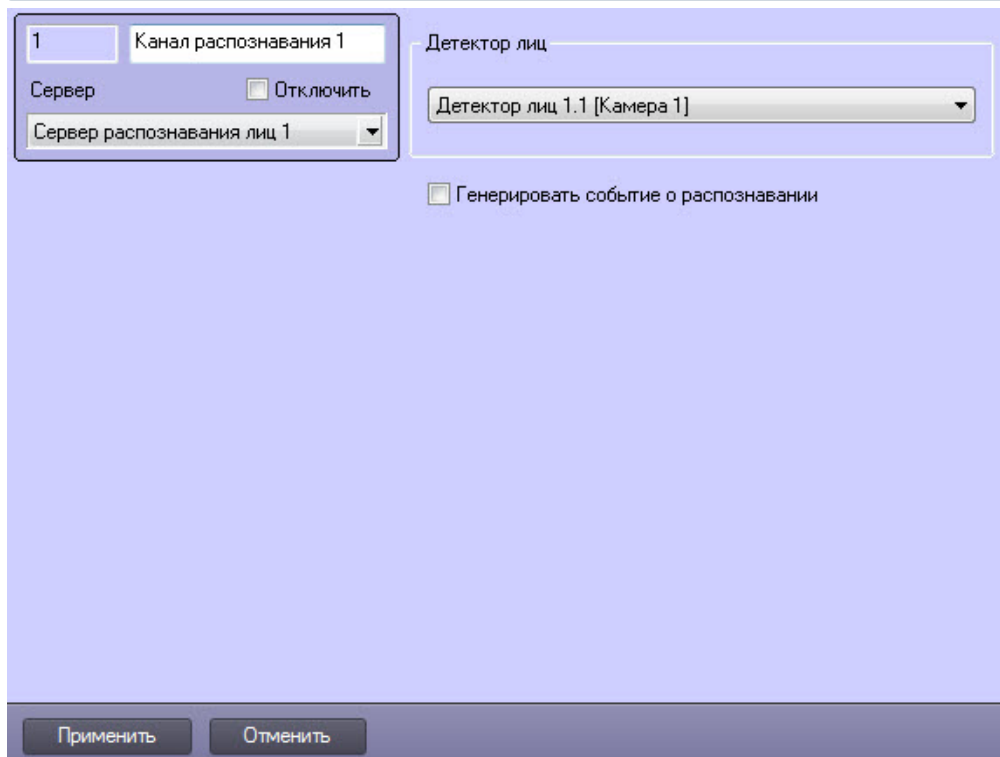 1 Канал распознавания 1
Сервер Отключить
Сервер распознавания лиц 1
Детектор лиц
Детектор лиц 1.1 [Камера 1]
Генерировать событие о распознавании
Применить Отменить